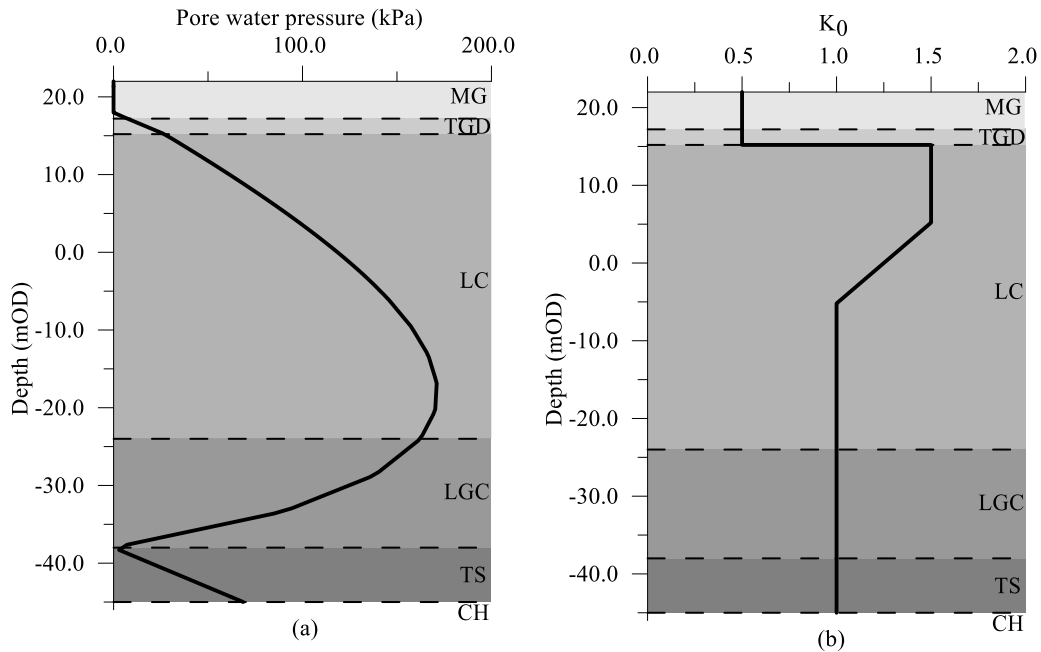 Pore water pressure (kPa)
0.0 100.0 200.0
20.0
10.0
0.0
-10.0
-20.0
-30.0
-40.0
Depth (mOD)
MG
TGD
LC
LGC
TS
CH
(a)
K0
0.0 0.5 1.0 1.5 2.0
20.0
10.0
0.0
-10.0
-20.0
-30.0
-40.0
Depth (mOD)
MG
TGD
LC
LGC
TS
CH
(b)